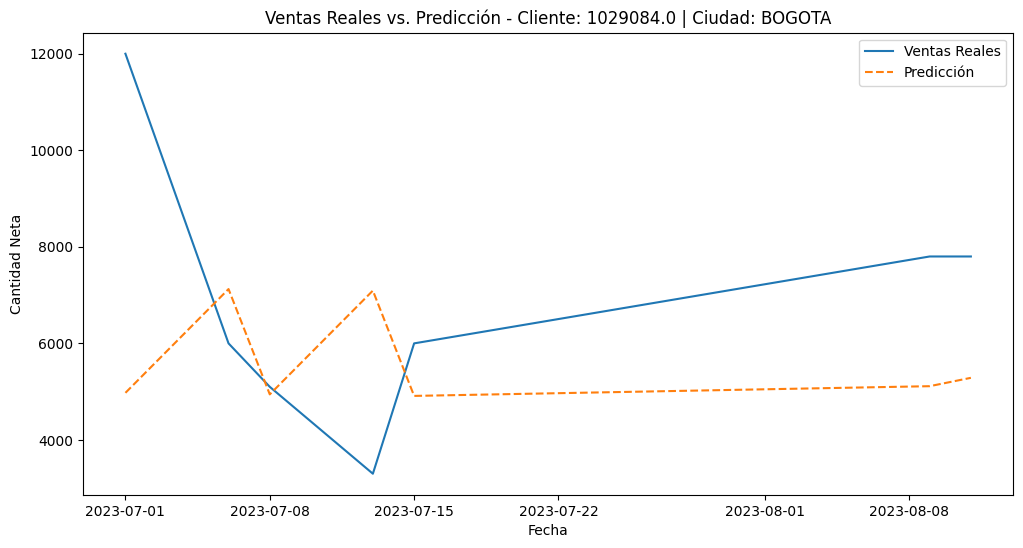 Ventas Reales vs. Predicción - Cliente: 1029084.0 | Ciudad: BOGOTA
Ventas Reales
Predicción
Cantidad Neta
12000
10000
8000
6000
4000
2023-07-01
2023-07-08
2023-07-15
2023-07-22
2023-08-01
2023-08-08
Fecha